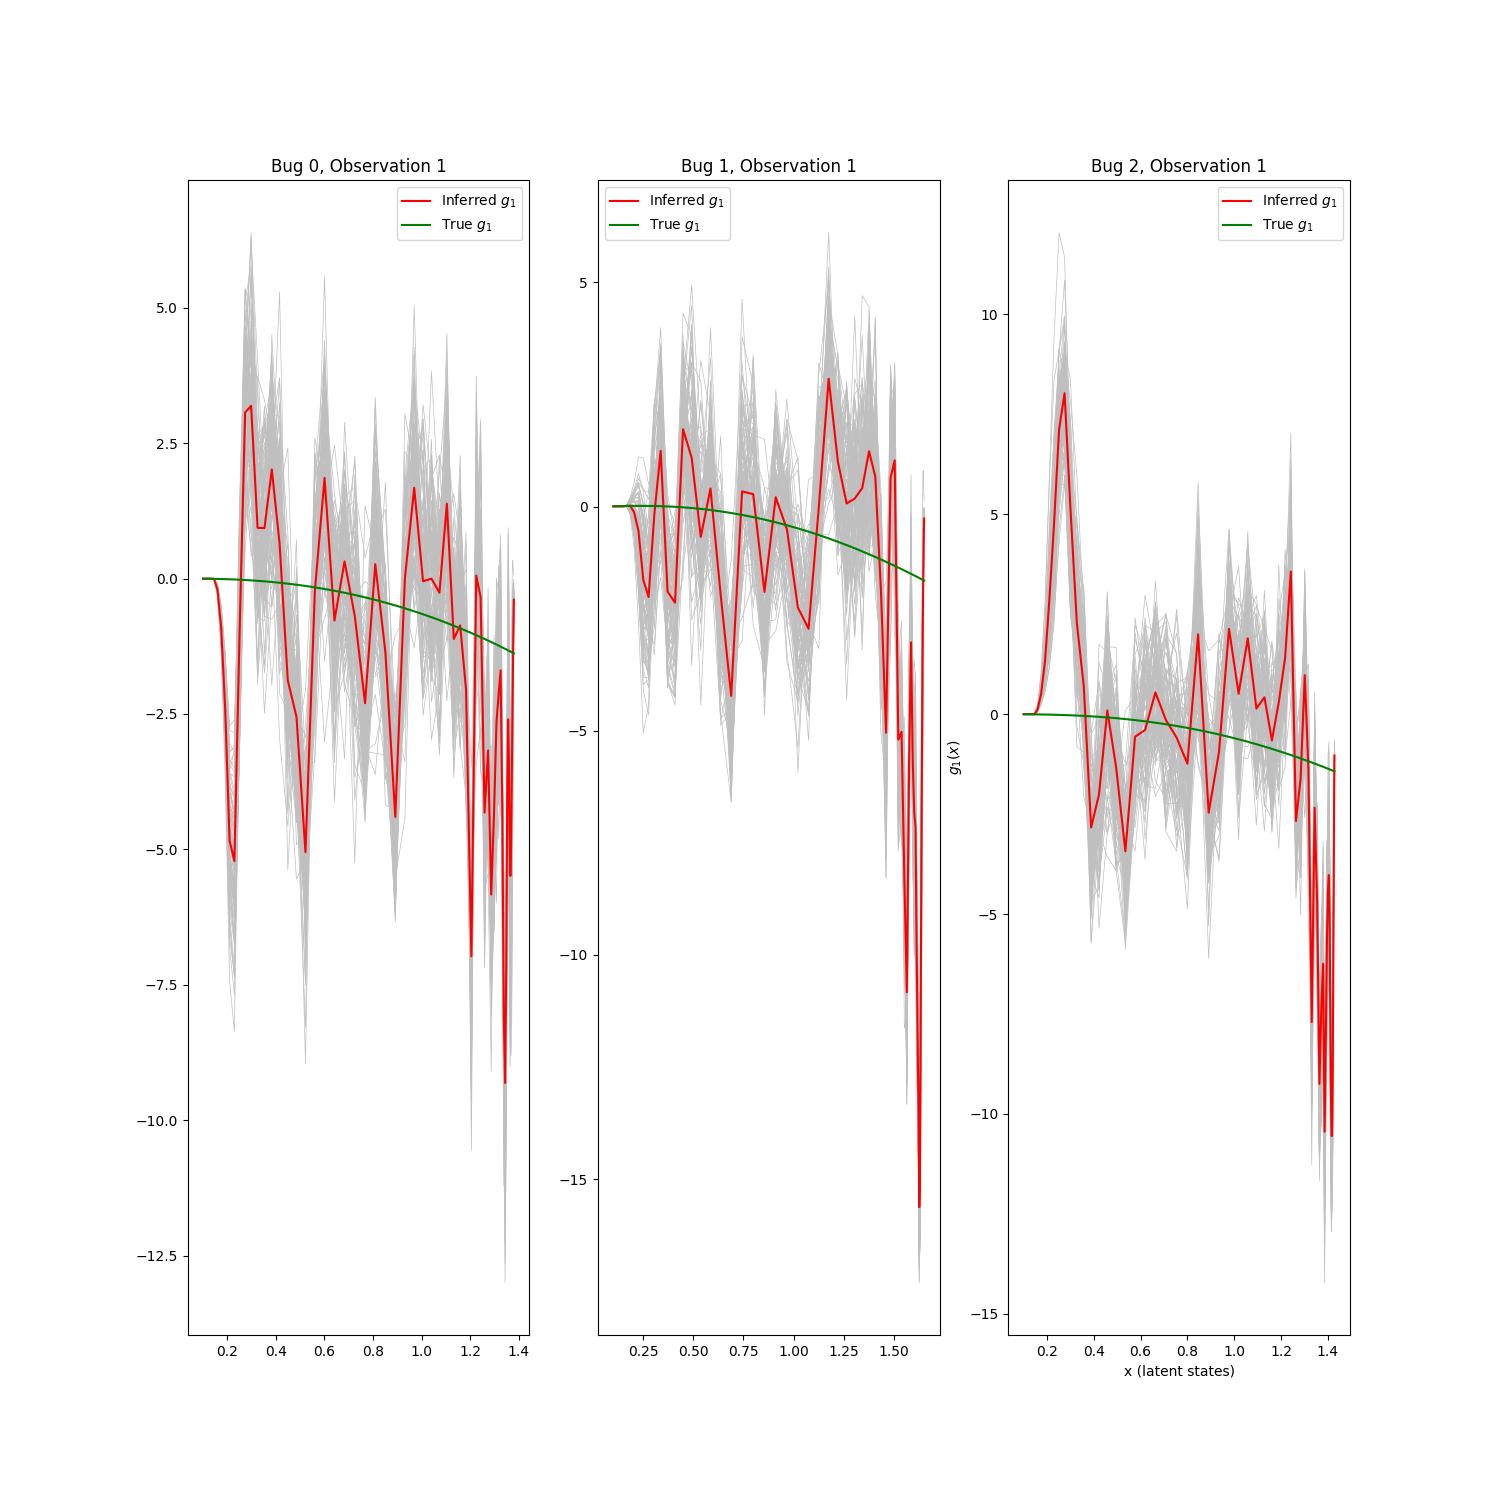 Bug 0, Observation 1
Inferred g₁
True g₁
5.0
2.5
0.0
−2.5
−5.0
−7.5
−10.0
−12.5
0.2 0.4 0.6 0.8 1.0 1.2 1.4
Bug 1, Observation 1
Inferred g₁
True g₁
5
0
−5
−10
−15
0.25 0.50 0.75 1.00 1.25 1.50
Bug 2, Observation 1
Inferred g₁
True g₁
g₁(x)
10
5
0
−5
−10
−15
0.2 0.4 0.6 0.8 1.0 1.2 1.4
x (latent states)